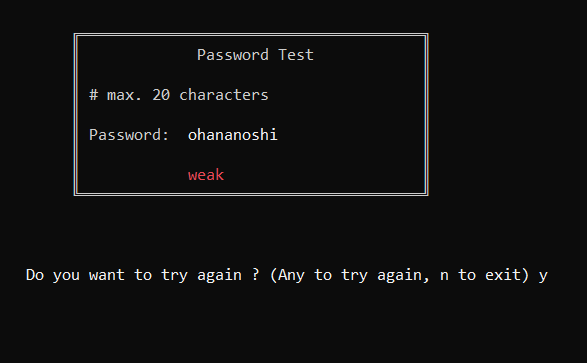 Password Test
# max. 20 characters
Password: ohananoshi
weak
Do you want to try again ? (Any to try again, n to exit) y